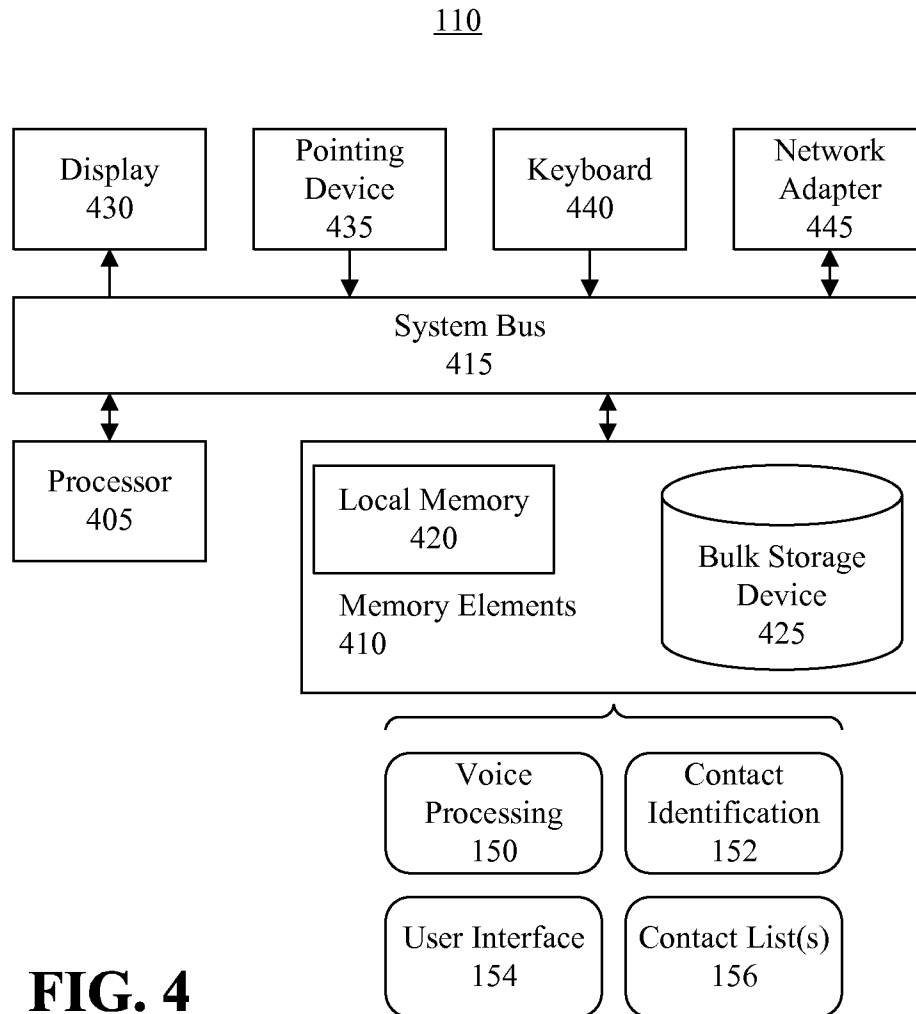 110
Display
430
Pointing
Device
435
Keyboard
440
Network
Adapter
445
System Bus
415
Processor
405
Local Memory
420
Memory Elements
410
Bulk Storage
Device
425
Voice
Processing
150
Contact
Identification
152
User Interface
154
Contact List(s)
156
FIG. 4